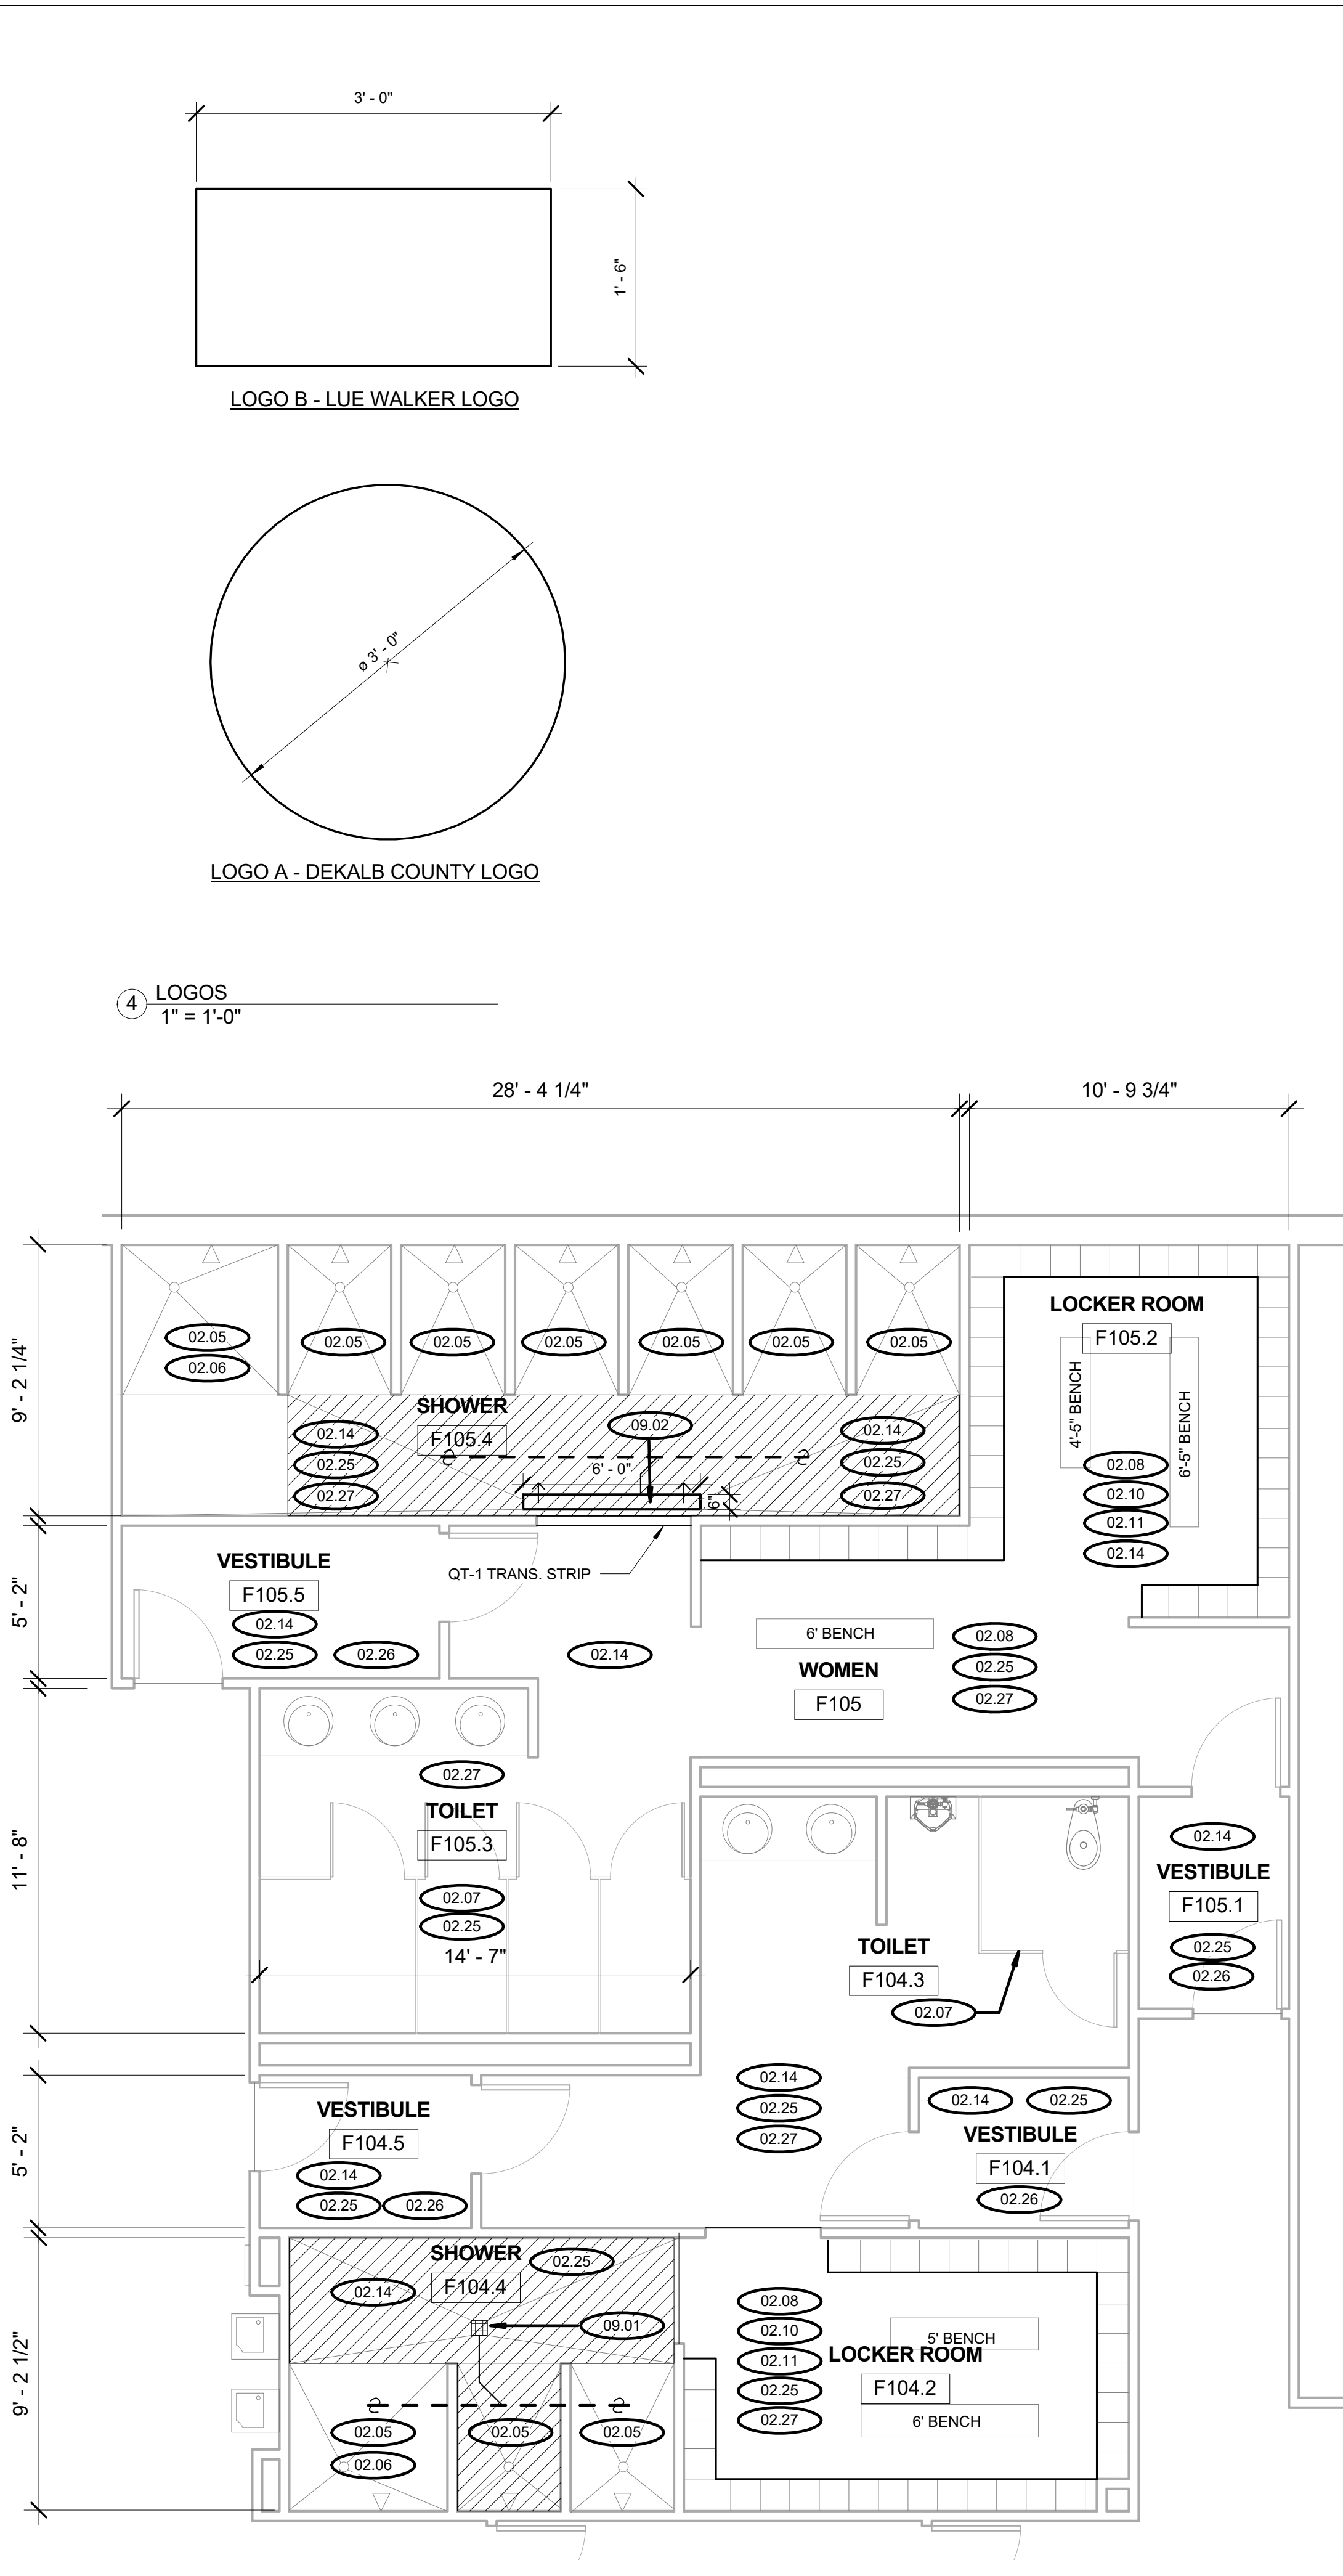 3' - 0"
1' - 6"
LOGO B - LUE WALKER LOGO
ø 3' - 0"
LOGO A - DEKALB COUNTY LOGO
4
LOGOS
1" = 1'-0"
28' - 4 1/4"
10' - 9 3/4"
9' - 2 1/4"
5' - 2"
11' - 8"
5' - 2"
9' - 2 1/2"
02.05
02.06
02.05
02.05
02.05
02.05
02.05
02.05
SHOWER
F105.4
02.14
02.25
02.27
09.02
6' - 0"
6"
02.14
02.25
02.27
QT-1 TRANS. STRIP
LOCKER ROOM
F105.2
4'-5" BENCH
6'-5" BENCH
02.08
02.10
02.11
02.14
VESTIBULE
F105.5
02.14
02.25
02.26
02.14
6' BENCH
WOMEN
F105
02.08
02.25
02.27
02.27
TOILET
F105.3
02.07
02.25
14' - 7"
TOILET
F104.3
02.07
02.14
VESTIBULE
F105.1
02.25
02.26
02.14
02.25
02.27
VESTIBULE
F104.5
02.14
02.25
02.26
02.14
02.25
VESTIBULE
F104.1
02.26
SHOWER
F104.4
02.25
02.14
09.01
02.05
02.06
02.05
02.05
02.08
02.10
02.11
02.25
02.27
5' BENCH
LOCKER ROOM
F104.2
6' BENCH